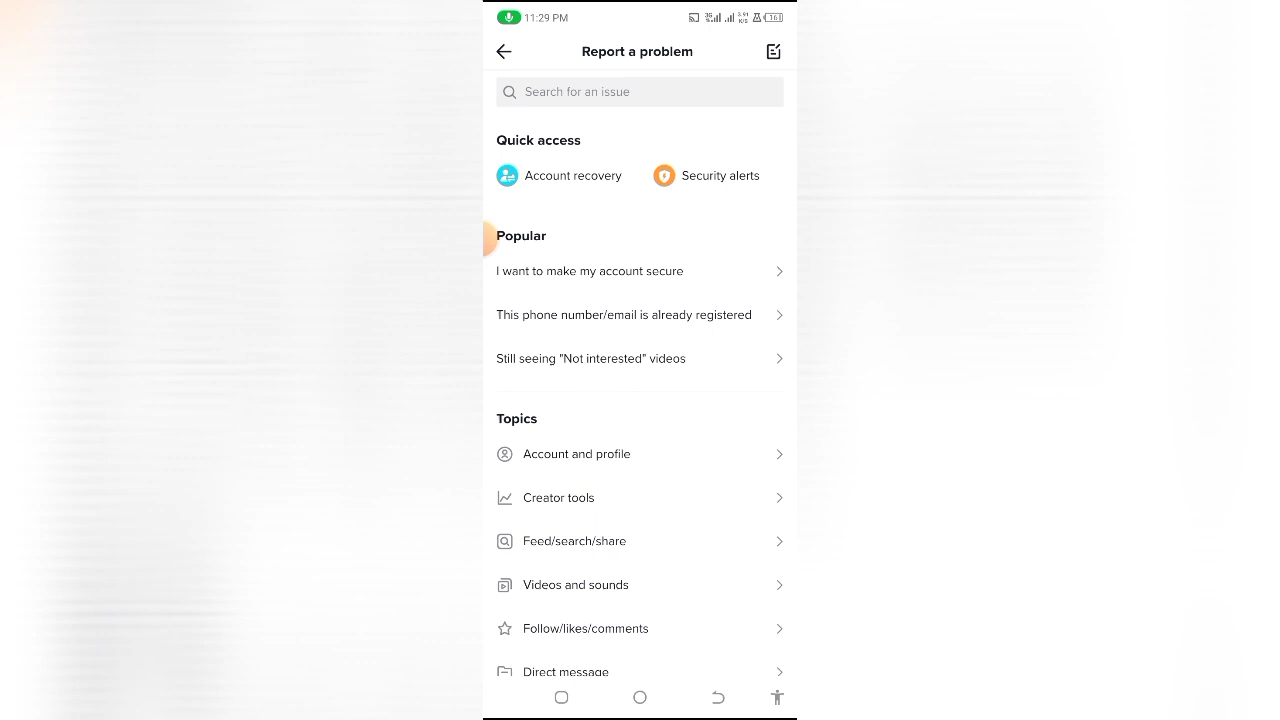 11:29 PM
Report a problem
Search for an issue
Quick access
Account recovery
Security alerts
Popular
I want to make my account secure
This phone number/email is already registered
Still seeing "Not interested" videos
Topics
Account and profile
Creator tools
Feed/search/share
Videos and sounds
Follow/likes/comments
Direct message